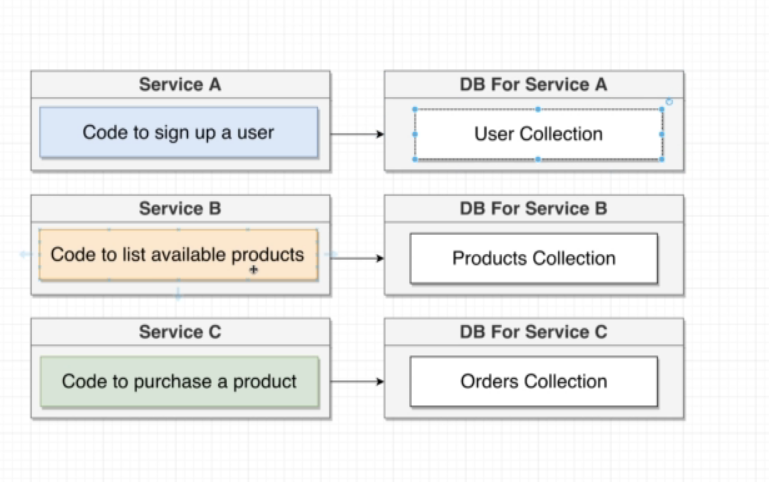 Service A
DB For Service A
Code to sign up a user
User Collection
Service B
DB For Service B
Code to list available products
Products Collection
Service C
DB For Service C
Code to purchase a product
Orders Collection